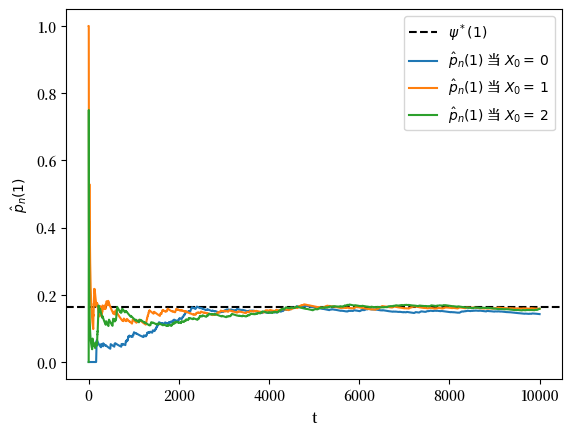 ψ*(1)
p̂ₙ(1) 当 X₀ = 0
p̂ₙ(1) 当 X₀ = 1
p̂ₙ(1) 当 X₀ = 2
p̂ₙ(1)
1.0
0.8
0.6
0.4
0.2
0.0
0 2000 4000 6000 8000 10000
t